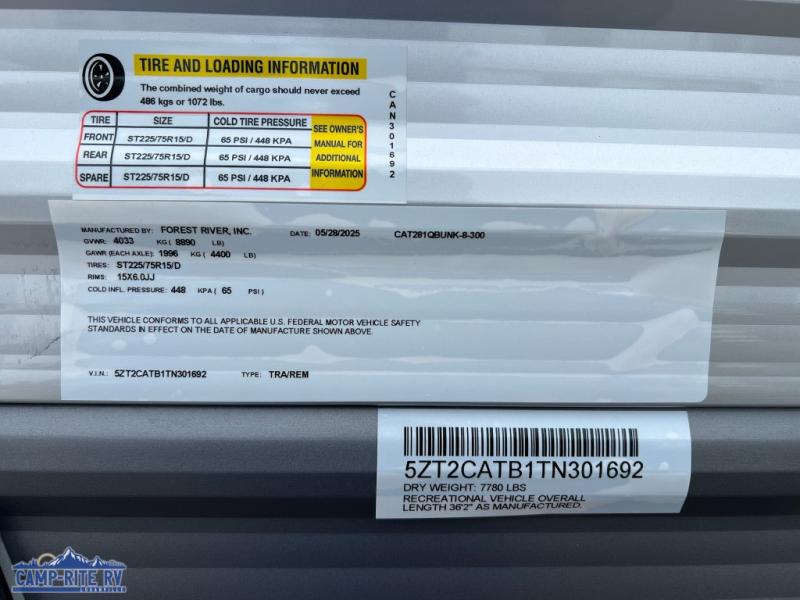 TIRE AND LOADING INFORMATION
The combined weight of cargo should never exceed
486 kgs or 1072 lbs.
TIRE SIZE COLD TIRE PRESSURE SEE OWNER'S MANUAL FOR ADDITIONAL INFORMATION
FRONT ST225/75R15/D 65 PSI / 448 KPA
REAR ST225/75R15/D 65 PSI / 448 KPA
SPARE ST225/75R15/D 65 PSI / 448 KPA
CAN301692
MANUFACTURED BY: FOREST RIVER, INC. DATE: 05/28/2025 CAT281QBUNK-8-300
GVWR: 4033 KG ( 8890 LB)
GAWR (EACH AXLE): 1996 KG ( 4400 LB)
TIRES: ST225/75R15/D
RIMS: 15X6.0JJ
COLD INFL. PRESSURE: 448 KPA ( 65 PSI )
THIS VEHICLE CONFORMS TO ALL APPLICABLE U.S. FEDERAL MOTOR VEHICLE SAFETY
STANDARDS IN EFFECT ON THE DATE OF MANUFACTURE SHOWN ABOVE.
V.I.N.: 5ZT2CATB1TN301692 TYPE: TRA/REM
5ZT2CATB1TN301692
DRY WEIGHT: 7780 LBS
RECREATIONAL VEHICLE OVERALL
LENGTH 36'2" AS MANUFACTURED.
CAMP-RITE RV